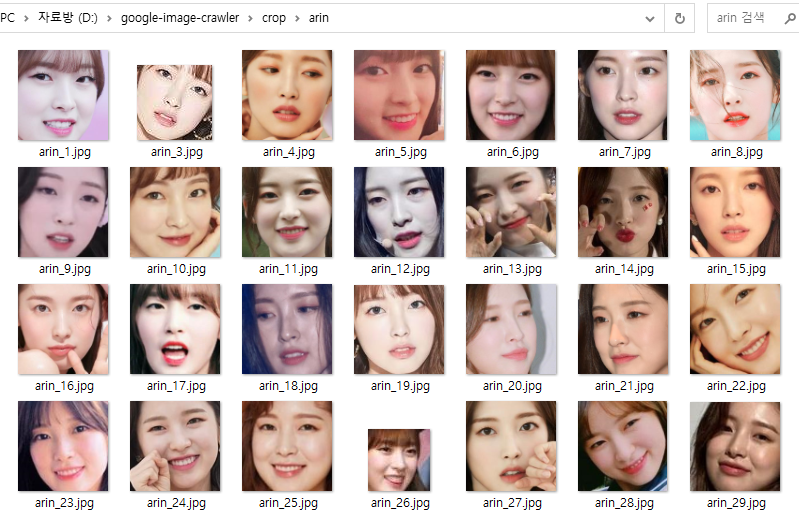 PC > 자료방 (D:) > google-image-crawler > crop > arin
arin 검색
arin_1.jpg arin_3.jpg arin_4.jpg arin_5.jpg arin_6.jpg arin_7.jpg arin_8.jpg
arin_9.jpg arin_10.jpg arin_11.jpg arin_12.jpg arin_13.jpg arin_14.jpg arin_15.jpg
arin_16.jpg arin_17.jpg arin_18.jpg arin_19.jpg arin_20.jpg arin_21.jpg arin_22.jpg
arin_23.jpg arin_24.jpg arin_25.jpg arin_26.jpg arin_27.jpg arin_28.jpg arin_29.jpg